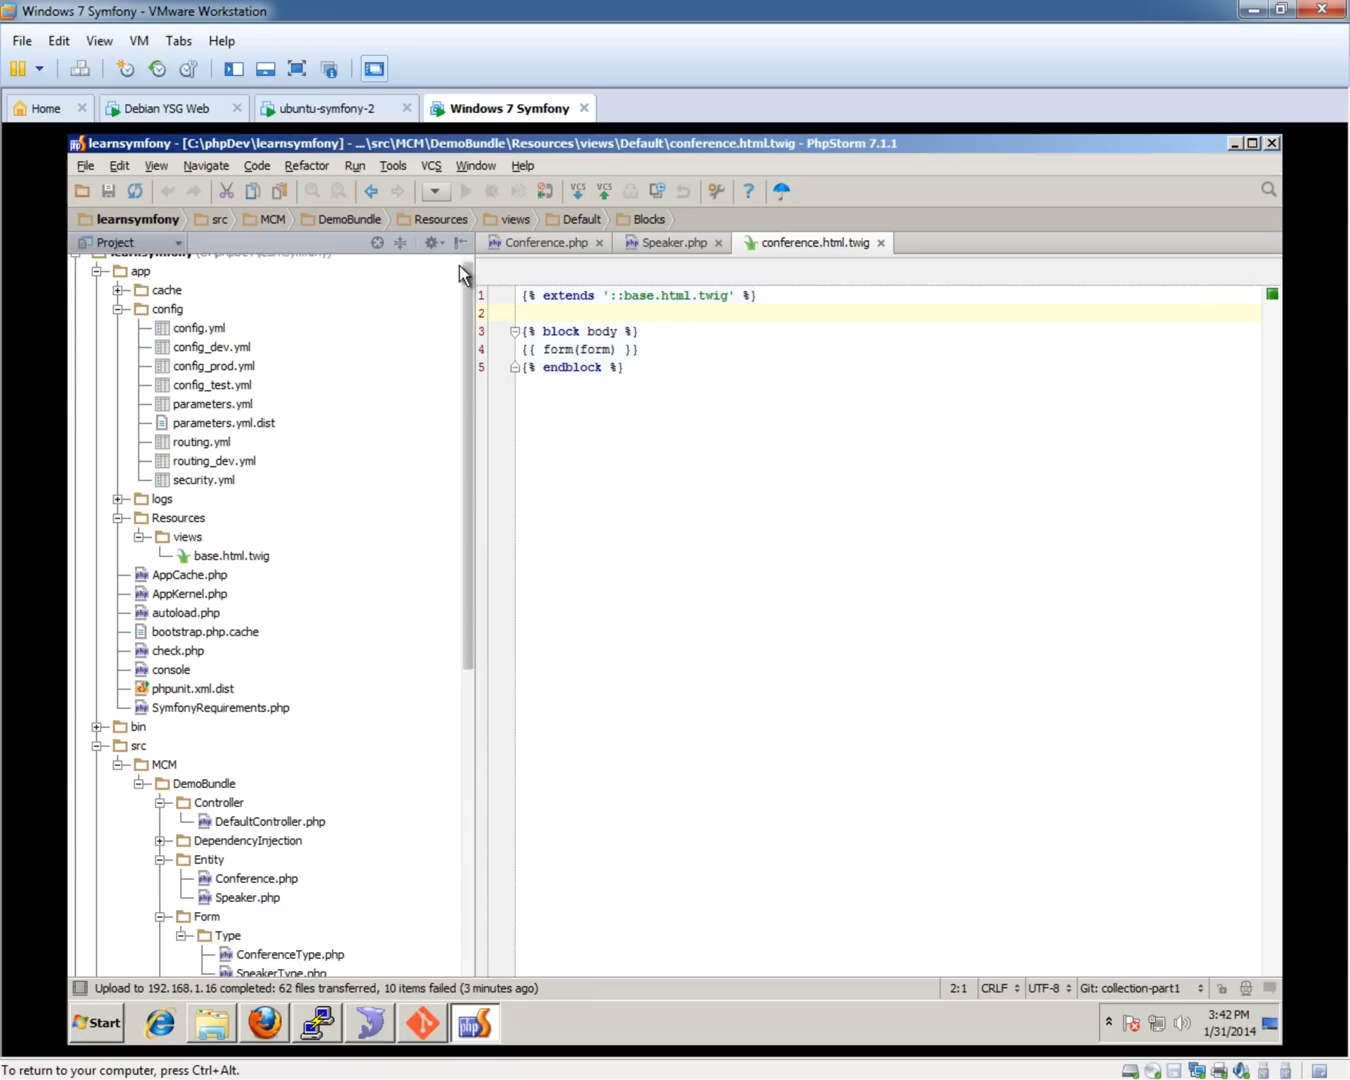 Windows 7 Symfony - VMware Workstation
File Edit View VM Tabs Help
Home Debian YSG Web ubuntu-symfony-2 Windows 7 Symfony
learnsymfony - [C:\phpDev\learnsymfony] - ...\src\MCM\DemoBundle\Resources\views\Default\conference.html.twig - PhpStorm 7.1.1
File Edit View Navigate Code Refactor Run Tools VCS Window Help
VCS VCS ?
learnsymfony src MCM DemoBundle Resources views Default Blocks
Project Conference.php Speaker.php conference.html.twig
learnsymfony (C:\phpDev\learnsymfony)
app
cache
config
config.yml
config_dev.yml
config_prod.yml
config_test.yml
parameters.yml
parameters.yml.dist
routing.yml
routing_dev.yml
security.yml
logs
Resources
views
base.html.twig
AppCache.php
AppKernel.php
autoload.php
bootstrap.php.cache
check.php
console
phpunit.xml.dist
SymfonyRequirements.php
bin
src
MCM
DemoBundle
Controller
DefaultController.php
DependencyInjection
Entity
Conference.php
Speaker.php
Form
Type
ConferenceType.php
SpeakerType.php
1 {% extends '::base.html.twig' %}
2
3 {% block body %}
4 {{ form(form) }}
5 {% endblock %}
Upload to 192.168.1.16 completed: 62 files transferred, 10 items failed (3 minutes ago) 2:1 CRLF UTF-8 Git: collection-part1
Start 3:42 PM
1/31/2014
To return to your computer, press Ctrl+Alt.